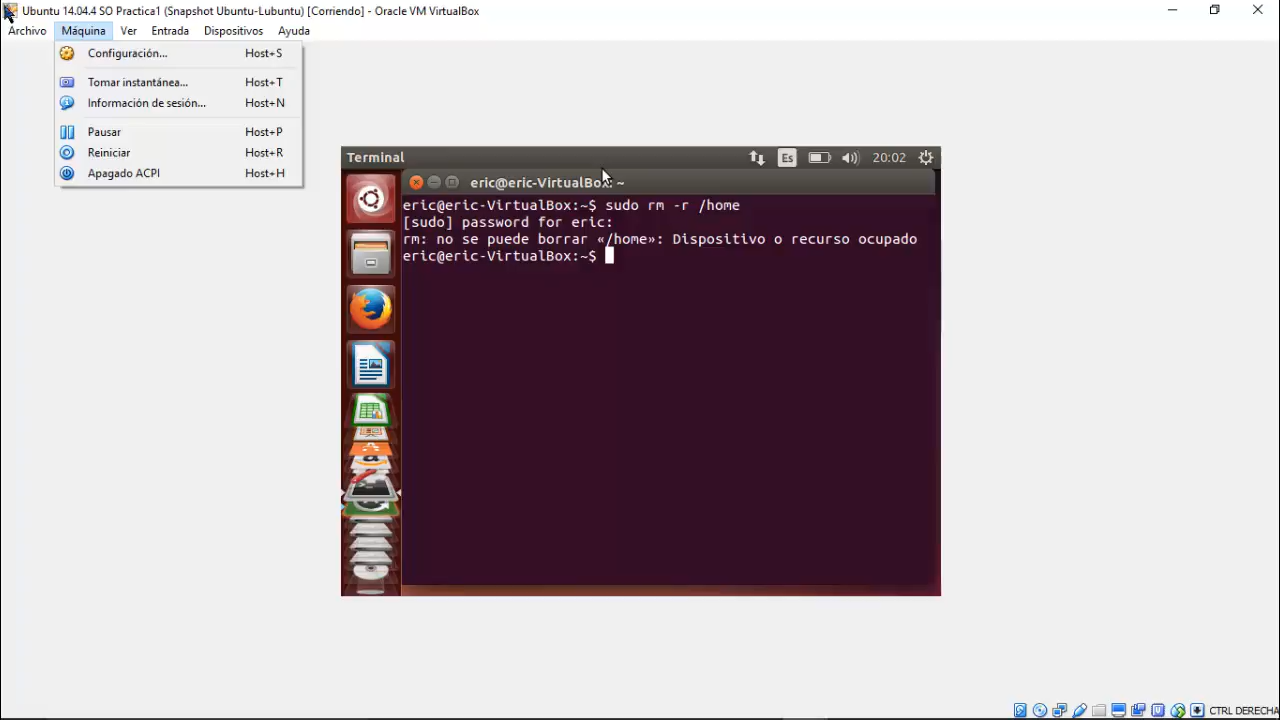 Ubuntu 14.04.4 SO Practica1 (Snapshot Ubuntu-Lubuntu) [Corriendo] - Oracle VM VirtualBox
Archivo Máquina Ver Entrada Dispositivos Ayuda
Configuración... Host+S
Tomar instantánea... Host+T
Información de sesión... Host+N
Pausar Host+P
Reiniciar Host+R
Apagado ACPI Host+H
Terminal Es 20:02
eric@eric-VirtualBox: ~
eric@eric-VirtualBox:~$ sudo rm -r /home
[sudo] password for eric:
rm: no se puede borrar «/home»: Dispositivo o recurso ocupado
eric@eric-VirtualBox:~$
CTRL DERECHA